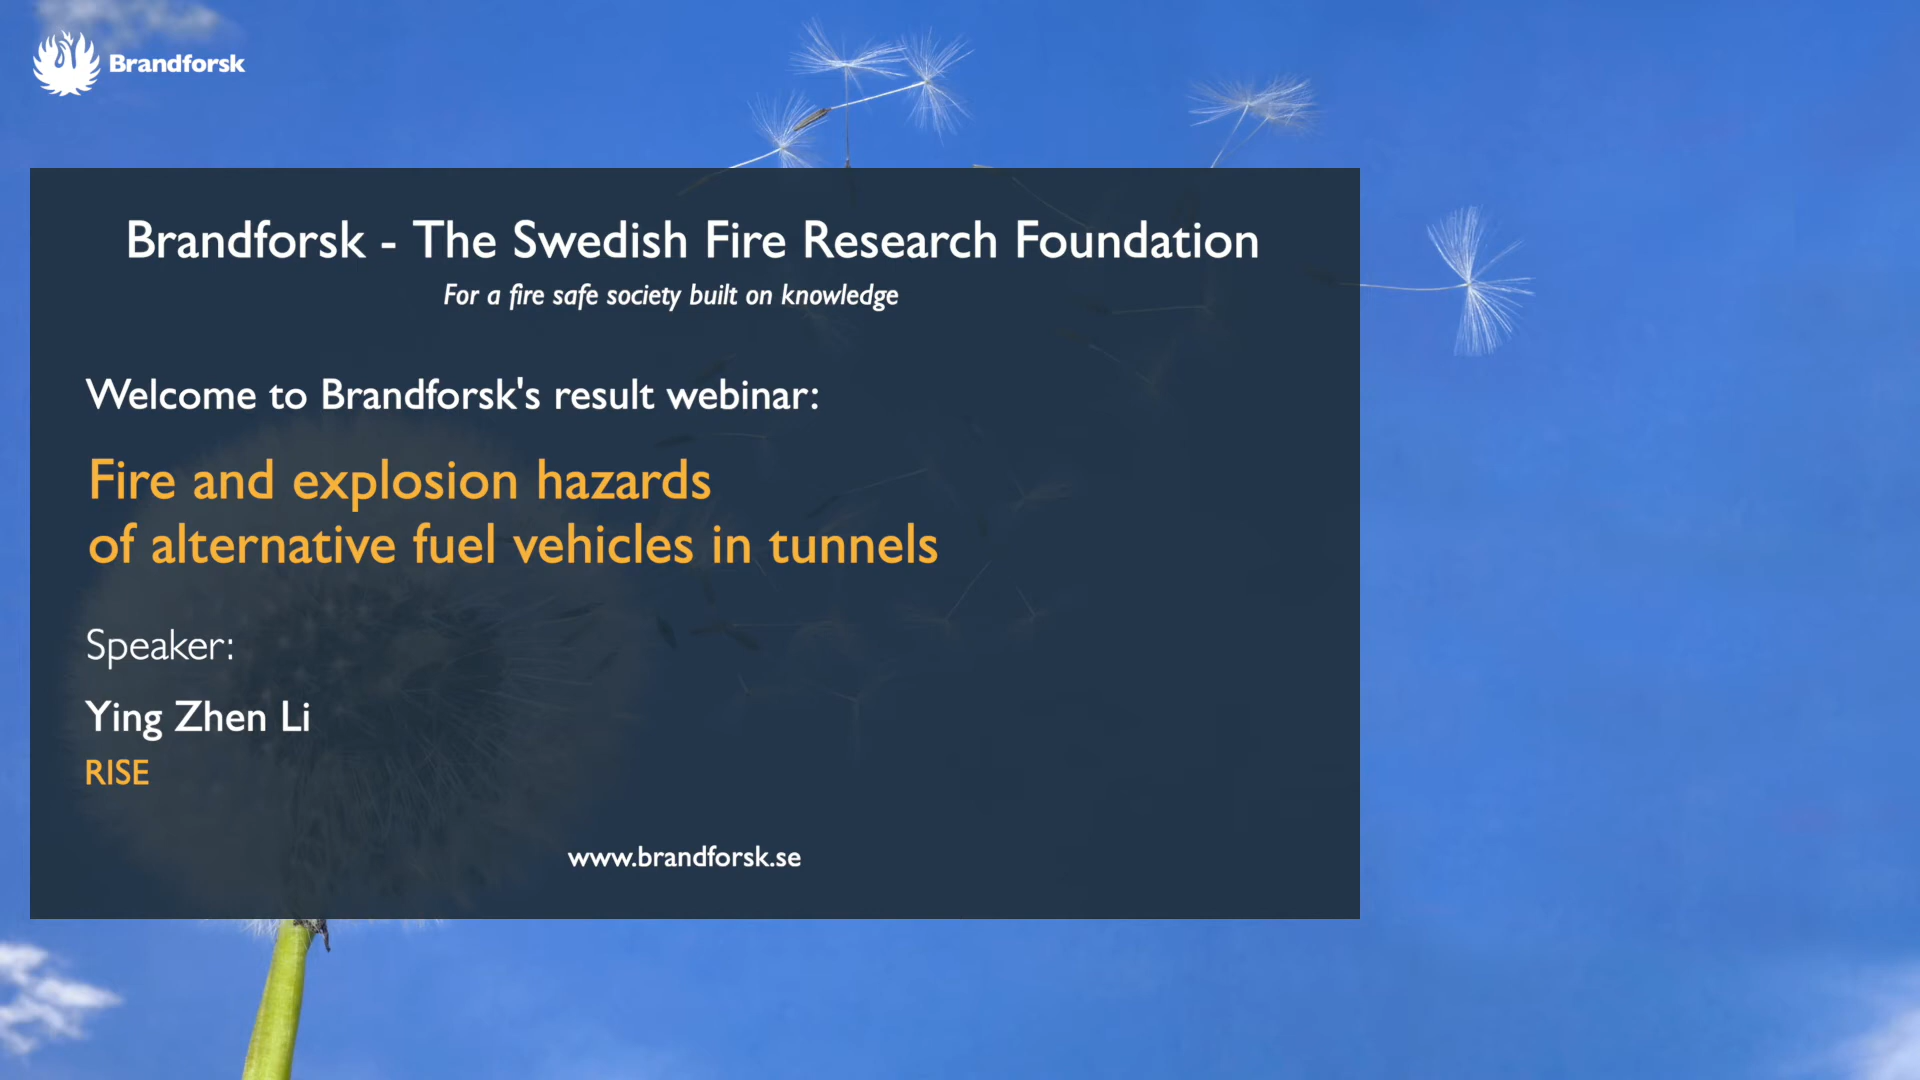 Brandforsk
Brandforsk - The Swedish Fire Research Foundation
For a fire safe society built on knowledge
Welcome to Brandforsk's result webinar:
Fire and explosion hazards
of alternative fuel vehicles in tunnels
Speaker:
Ying Zhen Li
RISE
www.brandforsk.se